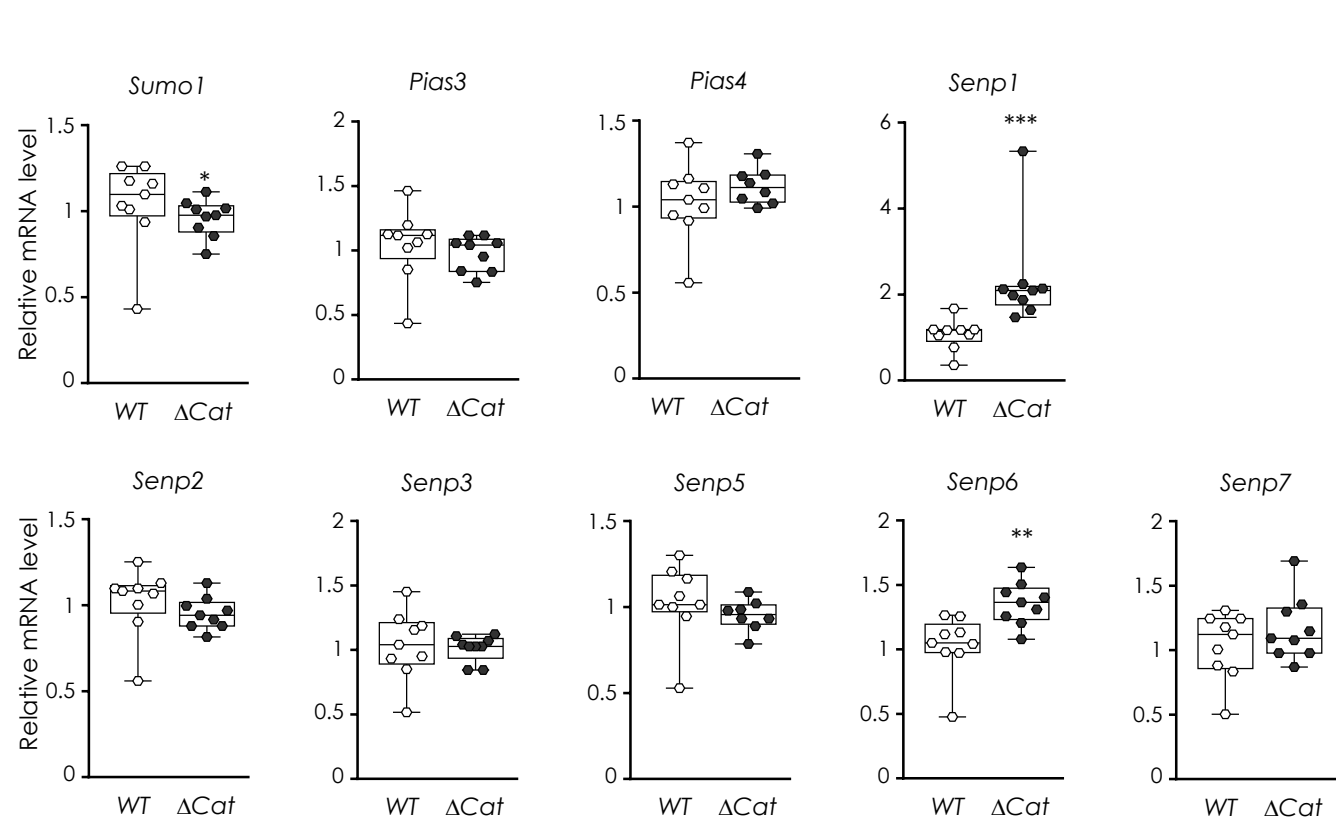 Sumo1
Pias3
Pias4
Senp1
Relative mRNA level
1.5
1
0.5
0
*
WT ΔCat
2
1.5
1
0.5
0
WT ΔCat
1.5
1
0.5
0
WT ΔCat
6
4
2
0
***
WT ΔCat
Senp2
Senp3
Senp5
Senp6
Senp7
Relative mRNA level
1.5
1
0.5
0
WT ΔCat
2
1.5
1
0.5
0
WT ΔCat
1.5
1
0.5
0
WT ΔCat
2
1.5
1
0.5
0
**
WT ΔCat
2
1.5
1
0.5
0
WT ΔCat